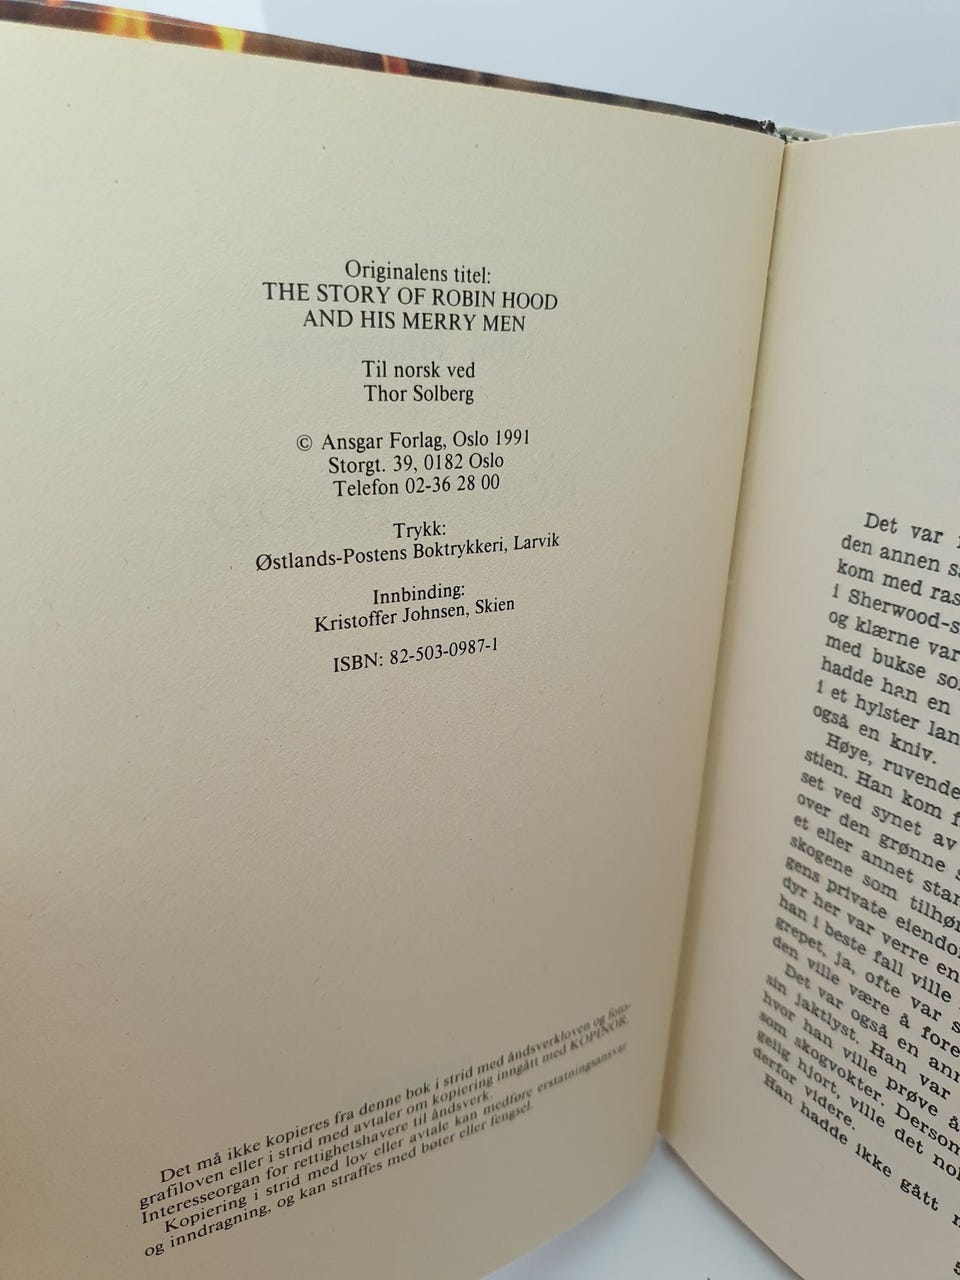 Originalens titel:
THE STORY OF ROBIN HOOD
AND HIS MERRY MEN
Til norsk ved
Thor Solberg
© Ansgar Forlag, Oslo 1991
Storgt. 39, 0182 Oslo
Telefon 02-36 28 00
Trykk:
Østlands-Postens Boktrykkeri, Larvik
Innbinding:
Kristoffer Johnsen, Skien
ISBN: 82-503-0987-1
Det må ikke kopieres fra denne bok i strid med åndsverkloven og foto-
grafiloven eller i strid med avtaler om kopiering inngått med KOPINOR,
Interesseorgan for rettighetshavere til åndsverk.
Kopiering i strid med lov eller avtale kan medføre erstatningsansvar
og inndragning, og kan straffes med bøter eller fengsel.
Det var
den annen
kom med
i Sherwood-
og klærne var
med bukse
hadde han en
i et hylster
også en kniv.
Høye, ruvende
stien. Han kom
set ved synet av
over den grønne
et eller annet
skogene som
gens private
dyr her var verre
han i beste fall ville
grepet, ja, ofte var
den ville være å
Det var også en
sin jaktlyst. Han var
hvor han ville prøve å
som skogvokter. Dersom
gelig hjort, ville det
derfor videre.
Han hadde ikke gått